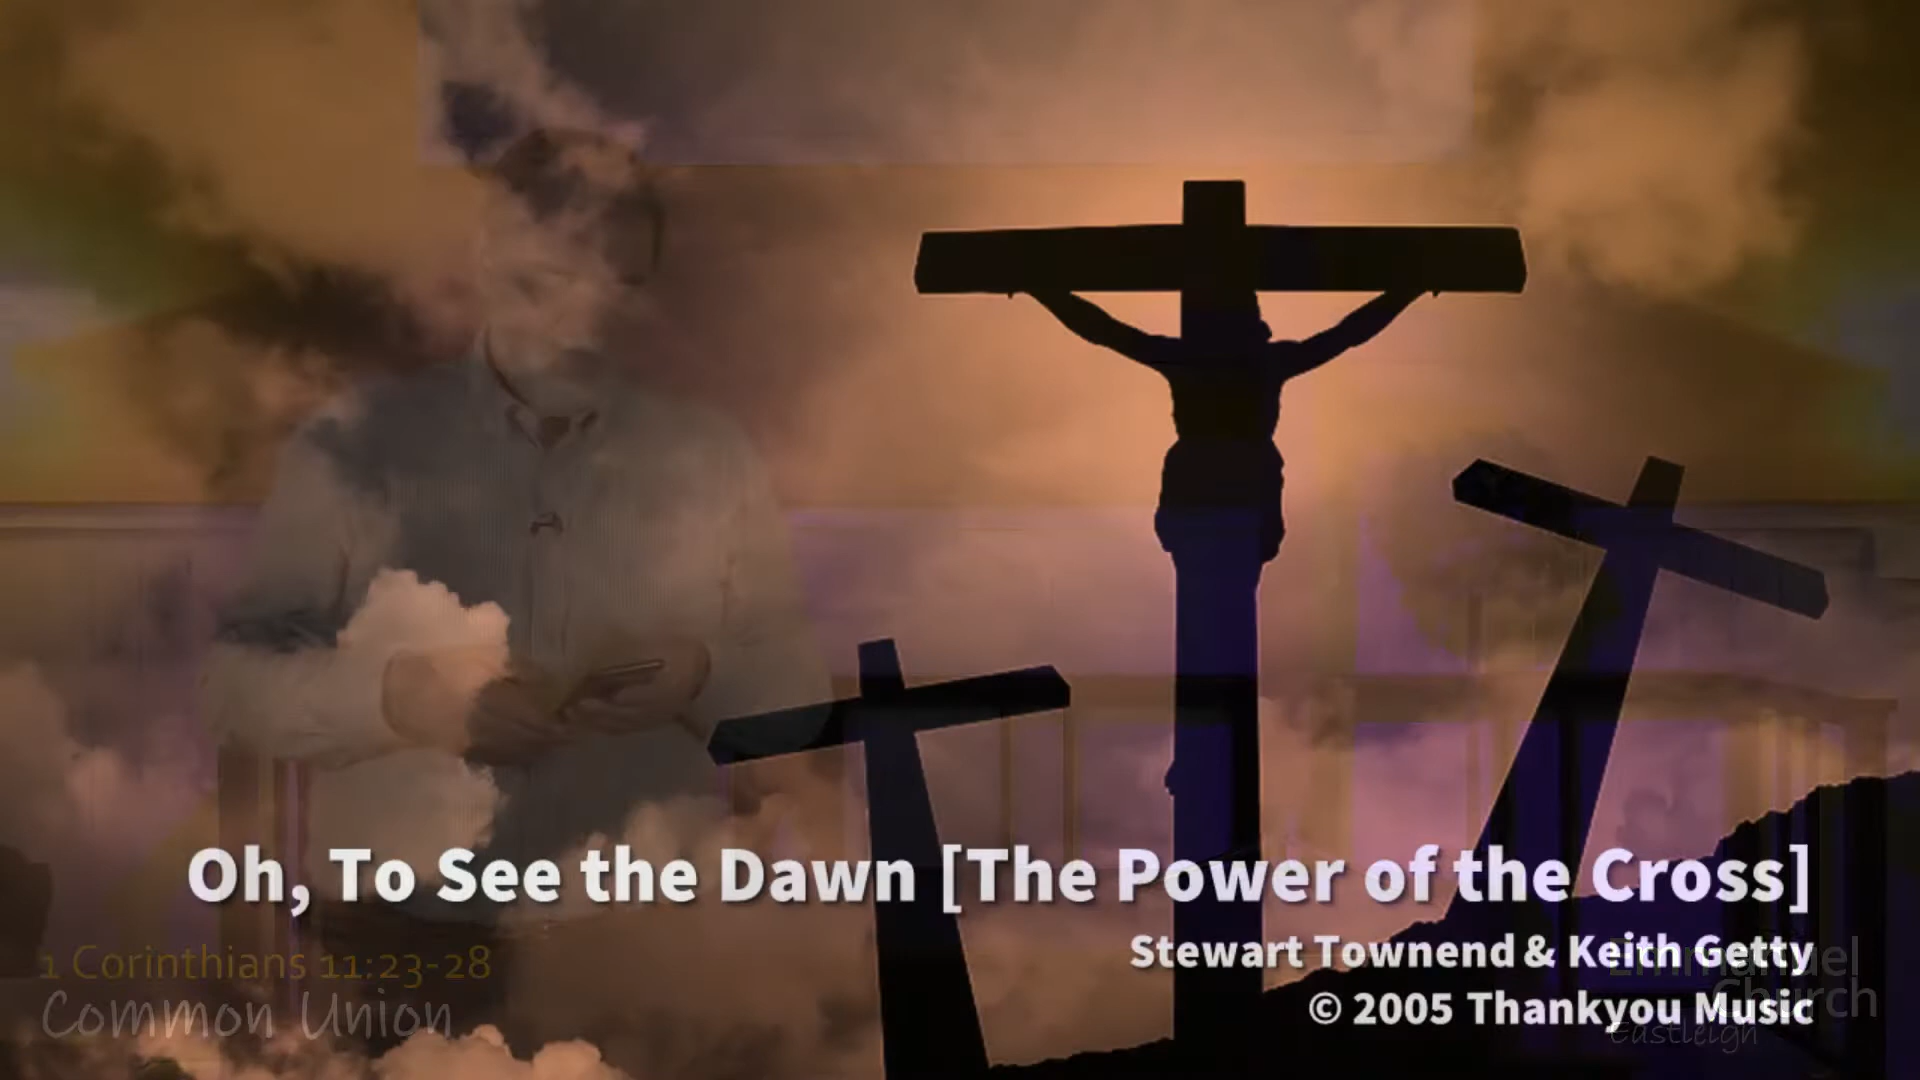 Oh, To See the Dawn [The Power of the Cross]
Stewart Townend & Keith Getty
© 2005 Thankyou Music
1 Corinthians 11:23-28
Common Union
Emmanuel
Church
Eastleigh